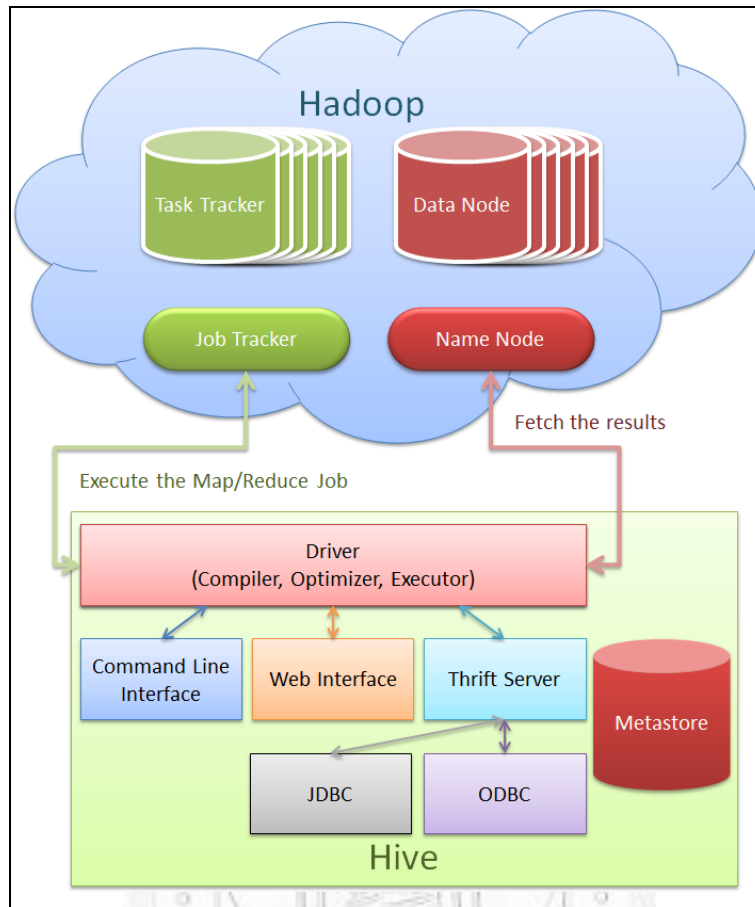 Hadoop
Task Tracker
Data Node
Job Tracker
Name Node
Fetch the results
Execute the Map/Reduce Job
Driver
(Compiler, Optimizer, Executor)
Command Line
Interface
Web Interface
Thrift Server
Metastore
JDBC
ODBC
Hive